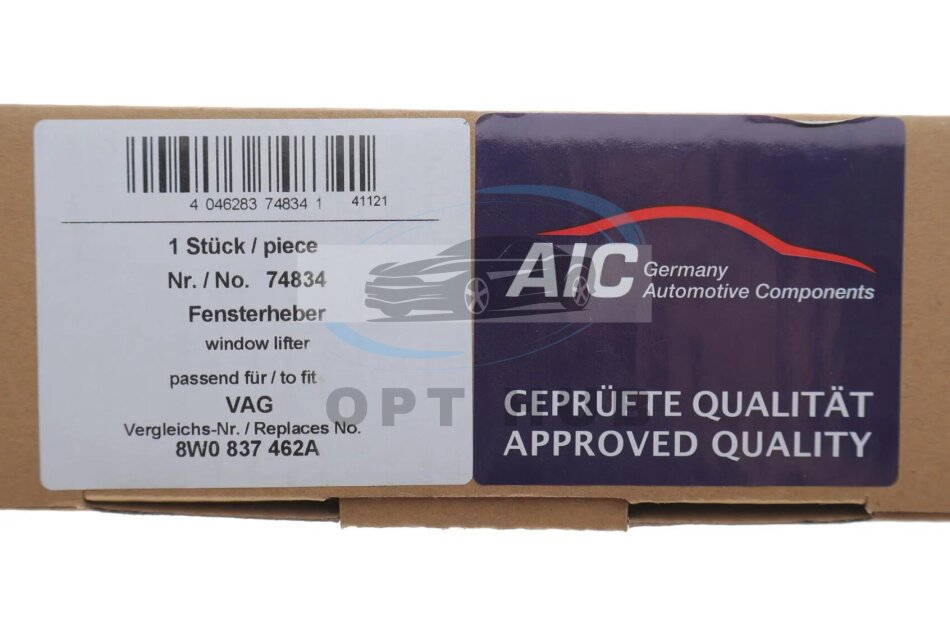 4 046283 74834 1
41121
1 Stück / piece
Nr. / No. 74834
Fensterheber
window lifter
passend für / to fit
VAG
Vergleichs-Nr. / Replaces No.
8W0 837 462A
AIC Germany
Automotive Components
GEPRÜFTE QUALITÄT
APPROVED QUALITY
OPT